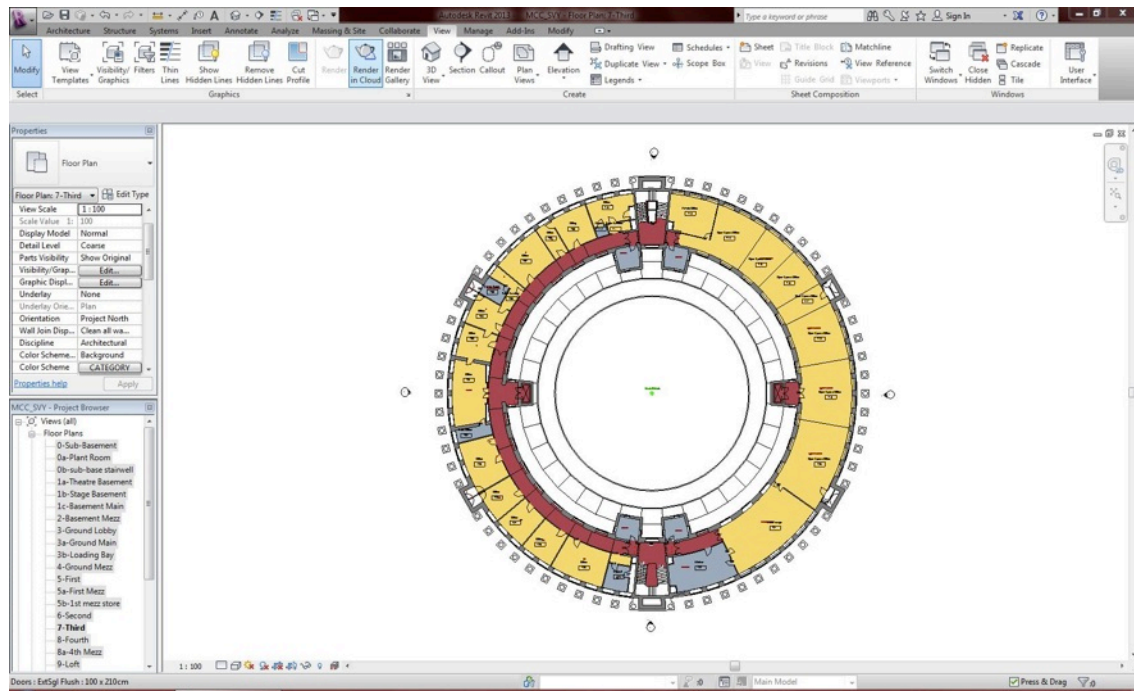 Autodesk Revit 2013 - MCC_SVY - Floor Plan: 7-Third
Type a keyword or phrase
Sign In
Architecture Structure Systems Insert Annotate Analyze Massing & Site Collaborate View Manage Add-Ins Modify
Modify
View Templates
Visibility/ Graphics
Filters
Thin Lines
Show Hidden Lines
Remove Hidden Lines
Cut Profile
Render
Render in Cloud
Render Gallery
3D View
Section
Callout
Plan Views
Elevation
Drafting View
Duplicate View
Legends
Schedules
Scope Box
Sheet
View
Title Block
Revisions
Guide Grid
Matchline
View Reference
Viewports
Switch Windows
Close Hidden
Replicate
Cascade
Tile
User Interface
Select Graphics Create Sheet Composition Windows
Properties
Floor Plan
Floor Plan: 7-Third Edit Type
View Scale 1 : 100
Scale Value 1: 100
Display Model Normal
Detail Level Coarse
Parts Visibility Show Original
Visibility/Grap... Edit...
Graphic Displ... Edit...
Underlay None
Underlay Orie... Plan
Orientation Project North
Wall Join Disp... Clean all wa...
Discipline Architectural
Color Scheme... Background
Color Scheme CATEGORY
Properties help Apply
MCC_SVY - Project Browser
Views (all)
Floor Plans
0-Sub-Basement
0a-Plant Room
0b-sub-base stairwell
1a-Theatre Basement
1b-Stage Basement
1c-Basement Main
2-Basement Mezz
3-Ground Lobby
3a-Ground Main
3b-Loading Bay
4-Ground Mezz
5-First
5a-First Mezz
5b-1st mezz store
6-Second
7-Third
8-Fourth
8a-4th Mezz
9-Loft
1 : 100
Doors : ExtSgl Flush : 100 x 210cm
:0
Main Model
Press & Drag
:0